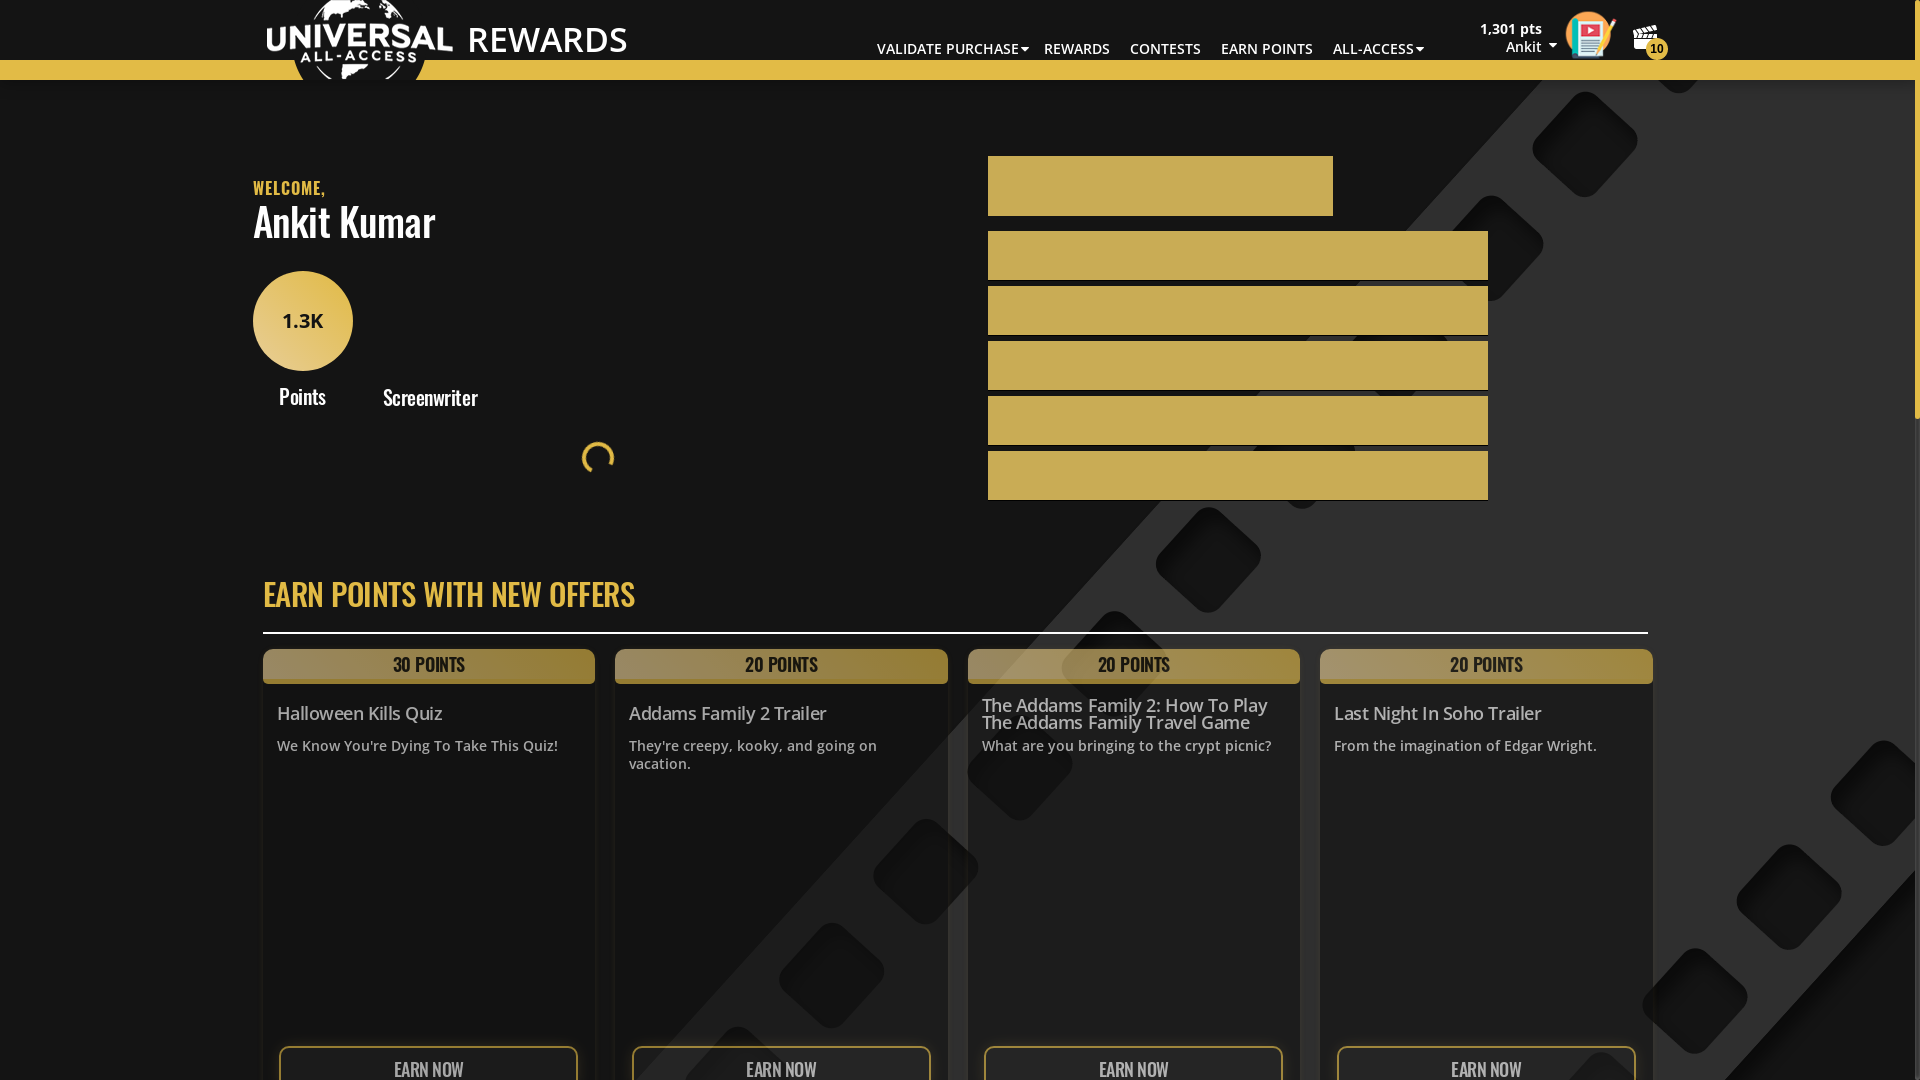 UNIVERSAL
ALL-ACCESS
REWARDS
VALIDATE PURCHASE
REWARDS
CONTESTS
EARN POINTS
ALL-ACCESS
1,301 pts
Ankit
10
WELCOME,
Ankit Kumar
1.3K
Points
Screenwriter
EARN POINTS WITH NEW OFFERS
30 POINTS
Halloween Kills Quiz
We Know You're Dying To Take This Quiz!
EARN NOW
20 POINTS
Addams Family 2 Trailer
They're creepy, kooky, and going on
vacation.
EARN NOW
20 POINTS
The Addams Family 2: How To Play
The Addams Family Travel Game
What are you bringing to the crypt picnic?
EARN NOW
20 POINTS
Last Night In Soho Trailer
From the imagination of Edgar Wright.
EARN NOW